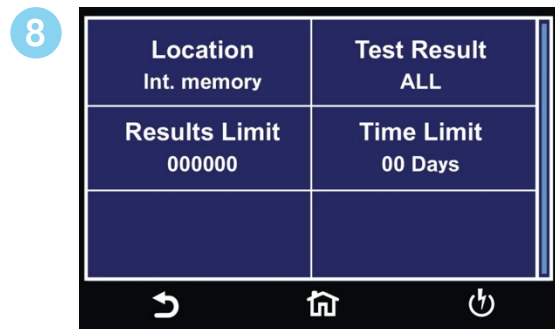 8
Location
Int. memory
Test Result
ALL
Results Limit
000000
Time Limit
00 Days